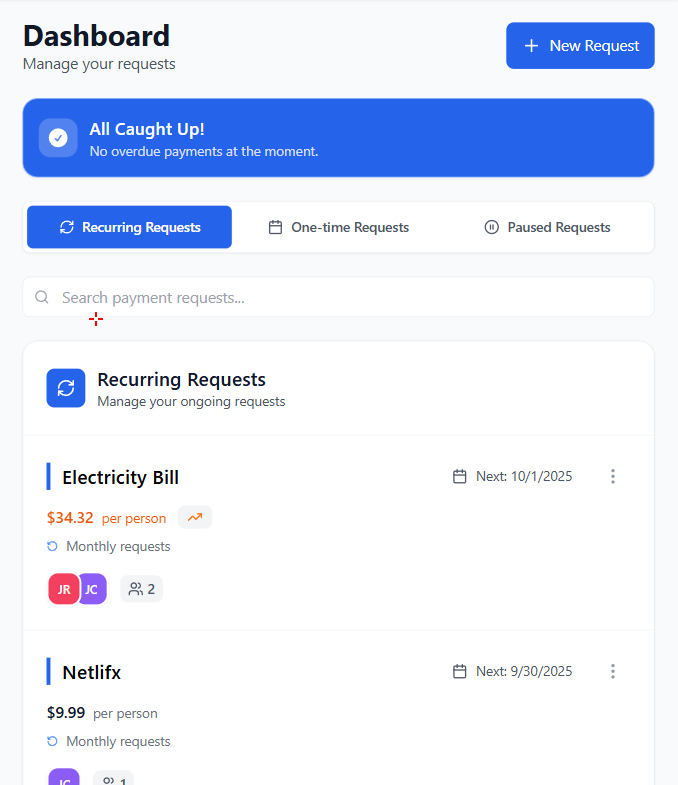 Dashboard
Manage your requests
New Request
All Caught Up!
No overdue payments at the moment.
Recurring Requests
One-time Requests
Paused Requests
Search payment requests...
Recurring Requests
Manage your ongoing requests
Electricity Bill
Next: 10/1/2025
$34.32 per person
Monthly requests
JR JC 2
Netlifx
Next: 9/30/2025
$9.99 per person
Monthly requests
JC 1